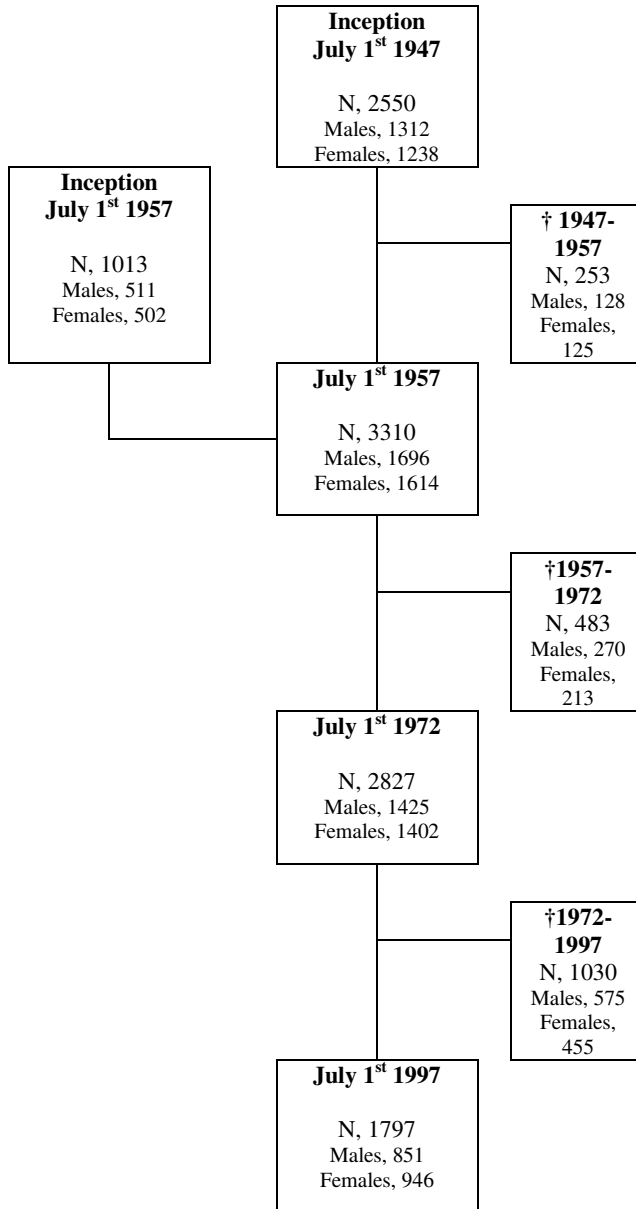 Inception
July 1st 1947
N, 2550
Males, 1312
Females, 1238
Inception
July 1st 1957
N, 1013
Males, 511
Females, 502
† 1947-
1957
N, 253
Males, 128
Females,
125
July 1st 1957
N, 3310
Males, 1696
Females, 1614
†1957-
1972
N, 483
Males, 270
Females,
213
July 1st 1972
N, 2827
Males, 1425
Females, 1402
†1972-
1997
N, 1030
Males, 575
Females,
455
July 1st 1997
N, 1797
Males, 851
Females, 946